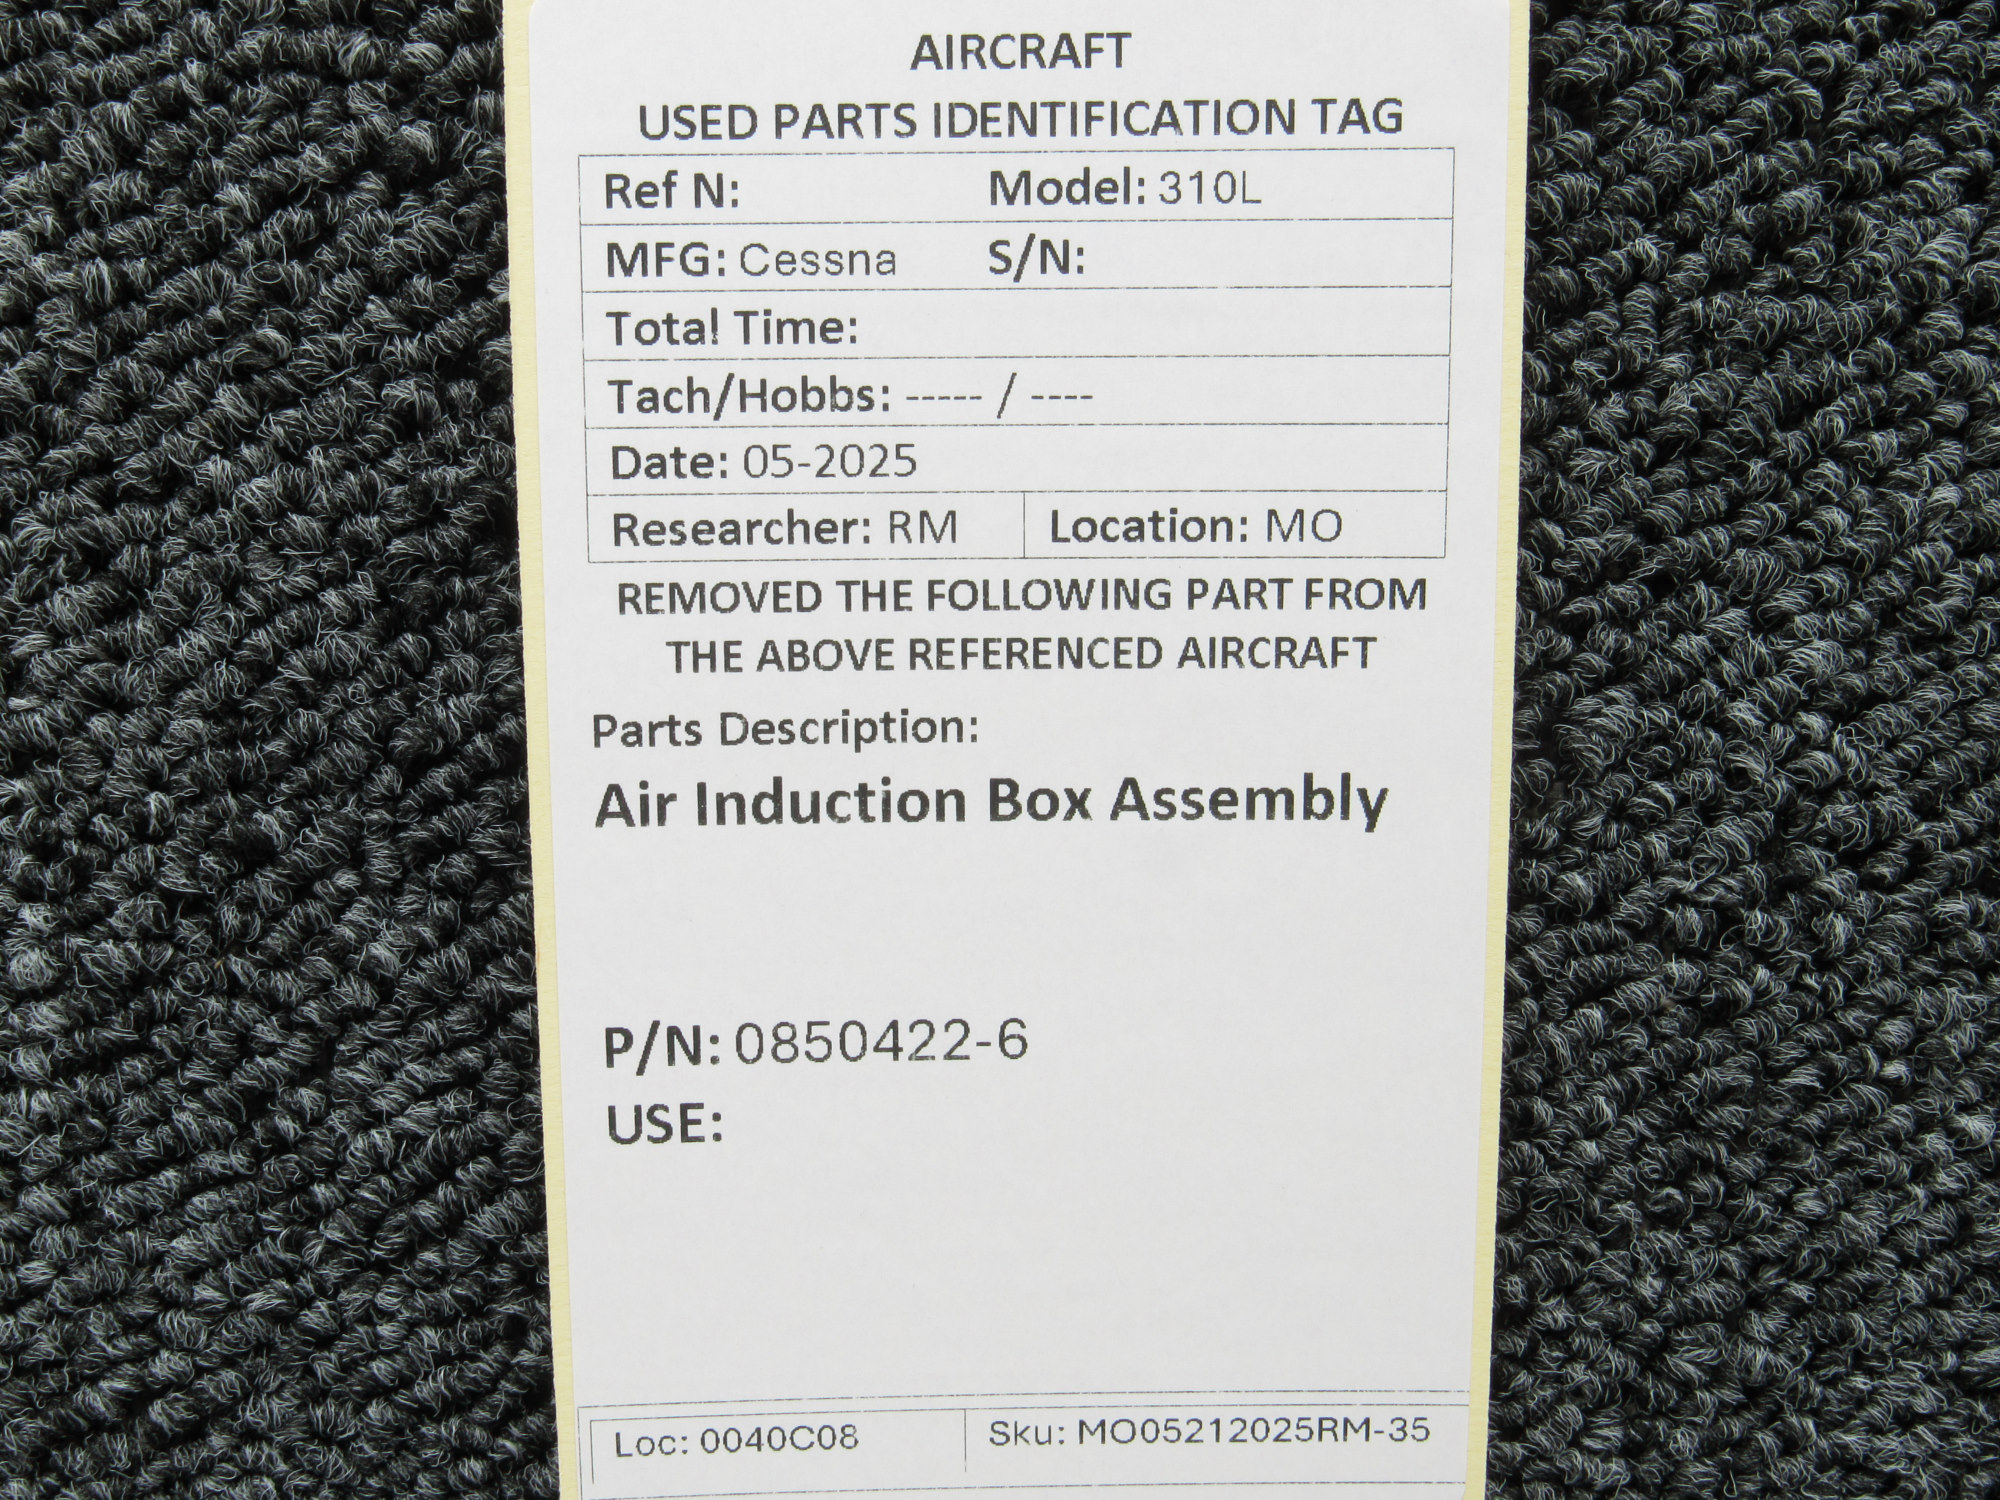 AIRCRAFT
USED PARTS IDENTIFICATION TAG
Ref N: Model: 310L
MFG: Cessna S/N:
Total Time:
Tach/Hobbs: ----- / ----
Date: 05-2025
Researcher: RM Location: MO
REMOVED THE FOLLOWING PART FROM
THE ABOVE REFERENCED AIRCRAFT
Parts Description:
Air Induction Box Assembly
P/N: 0850422-6
USE:
Loc: 0040C08 Sku: MO05212025RM-35